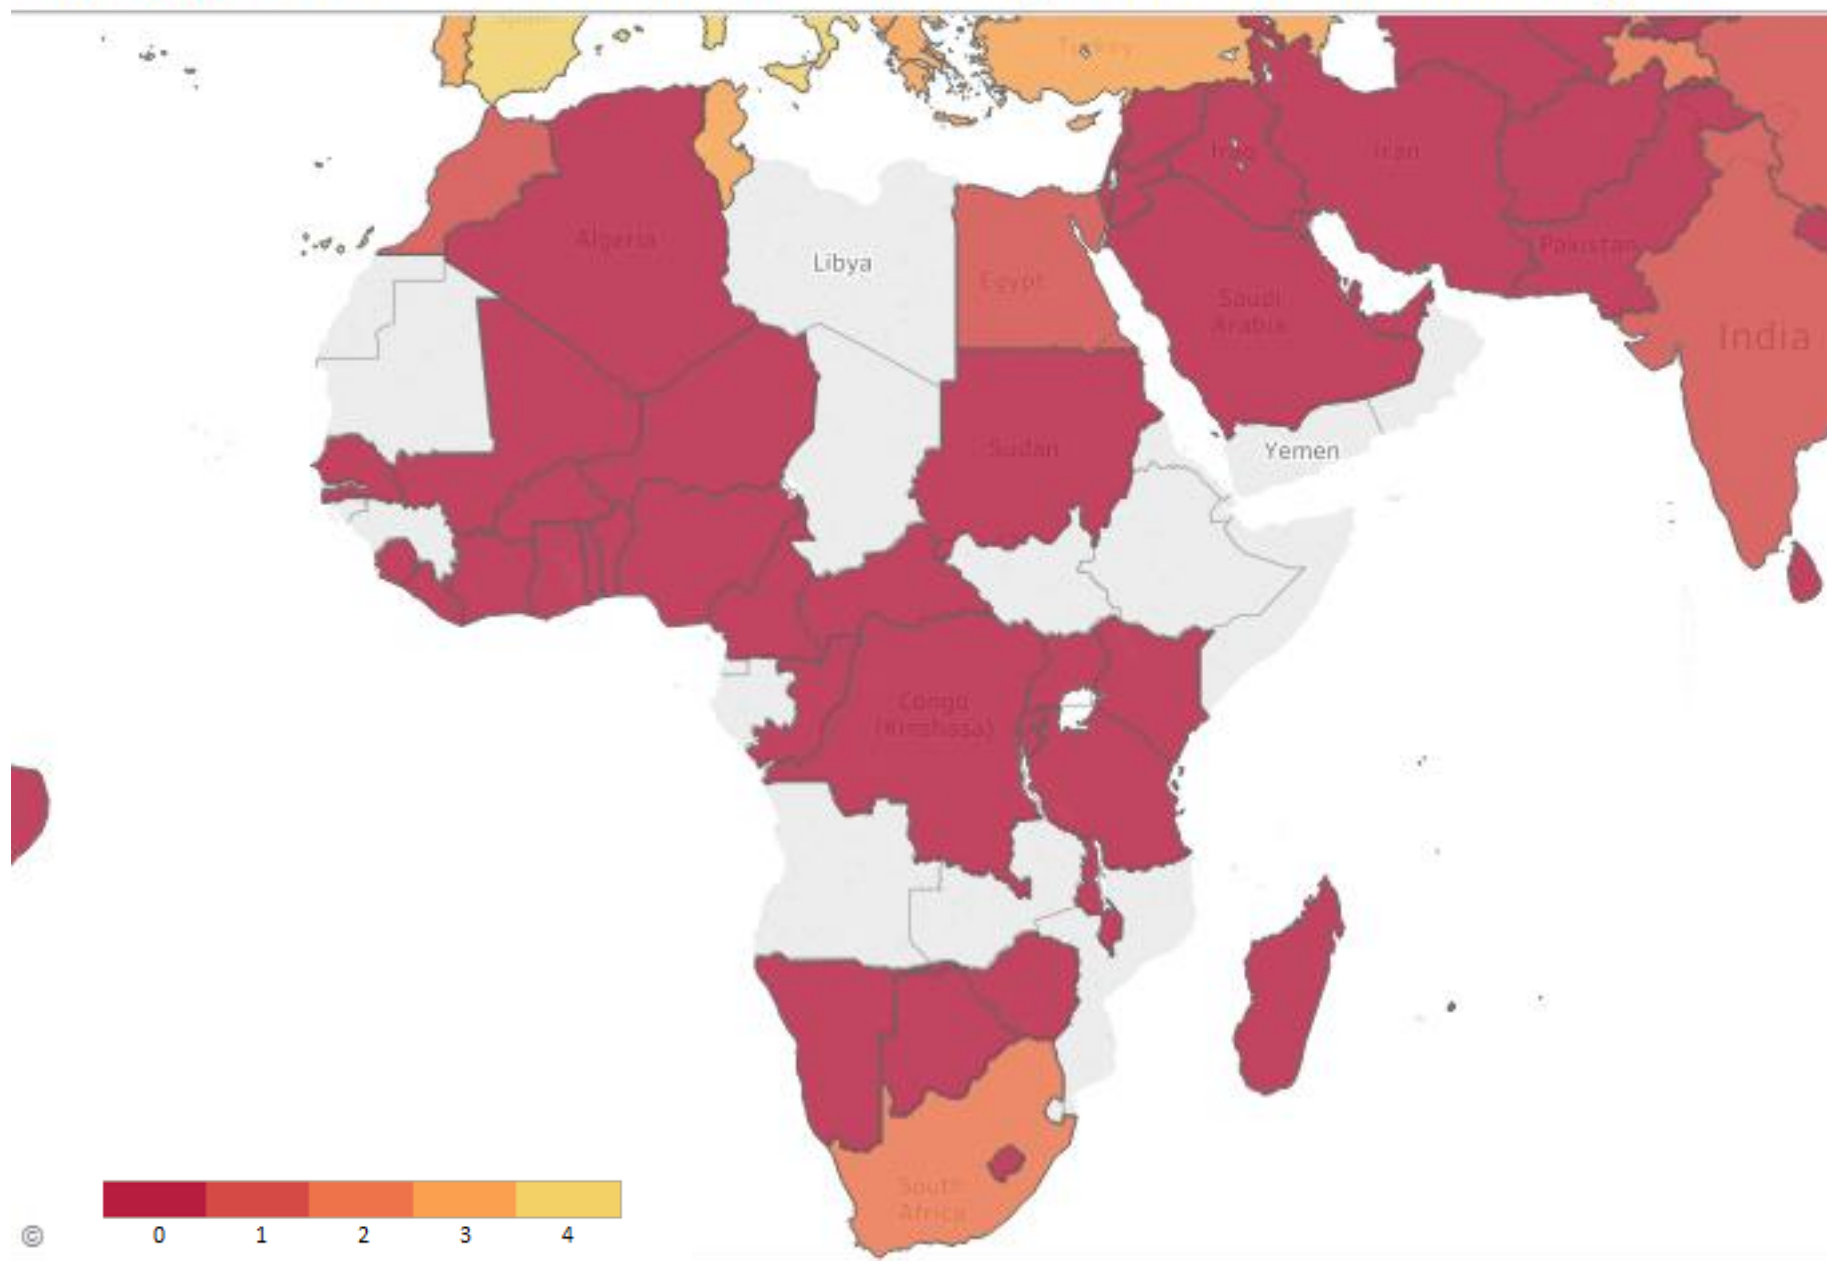 Turkey
Iraq
Iran
Algeria
Libya
Egypt
Pakistan
Saudi
Arabia
India
Sudan
Yemen
Congo
(Kinshasa)
South
Africa
0 1 2 3 4
©